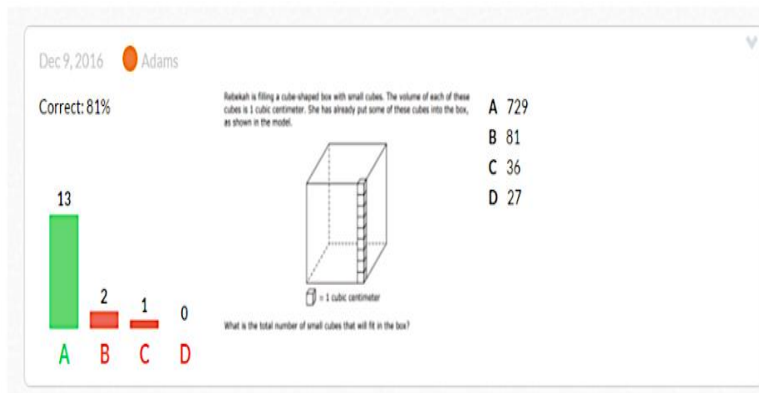 Dec 9, 2016 Adams
Correct: 81%
Rebekah is filling a cube-shaped box with small cubes. The volume of each of these
cubes is 1 cubic centimeter. She has already put some of these cubes into the box,
as shown in the model.
A 729
B 81
C 36
D 27
13
2
1
0
A B C D
= 1 cubic centimeter
What is the total number of small cubes that will fit in the box?